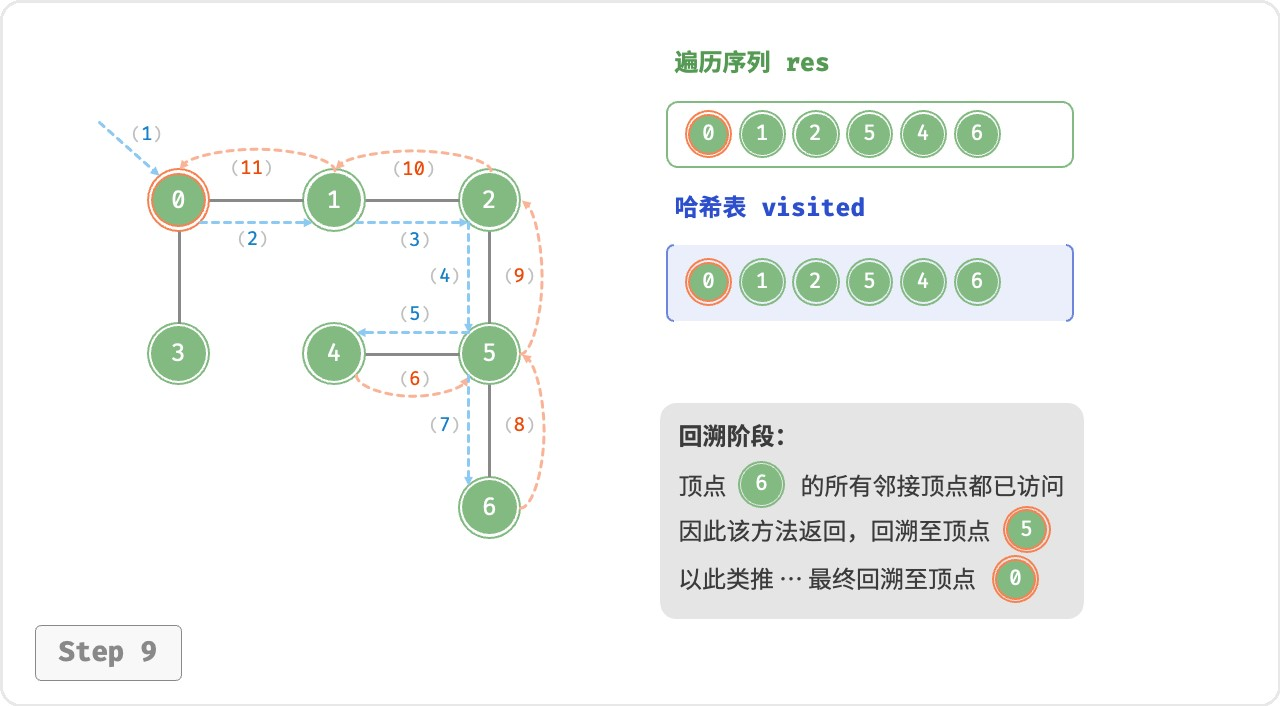 遍历序列 res
0 1 2 5 4 6
哈希表 visited
0 1 2 5 4 6
(1)
(11) (10)
0 1 2
(2) (3)
(4) (9)
(5)
3 4 5
(6)
(7) (8)
6
回溯阶段：
顶点 6 的所有邻接顶点都已访问
因此该方法返回，回溯至顶点 5
以此类推 … 最终回溯至顶点 0
Step 9